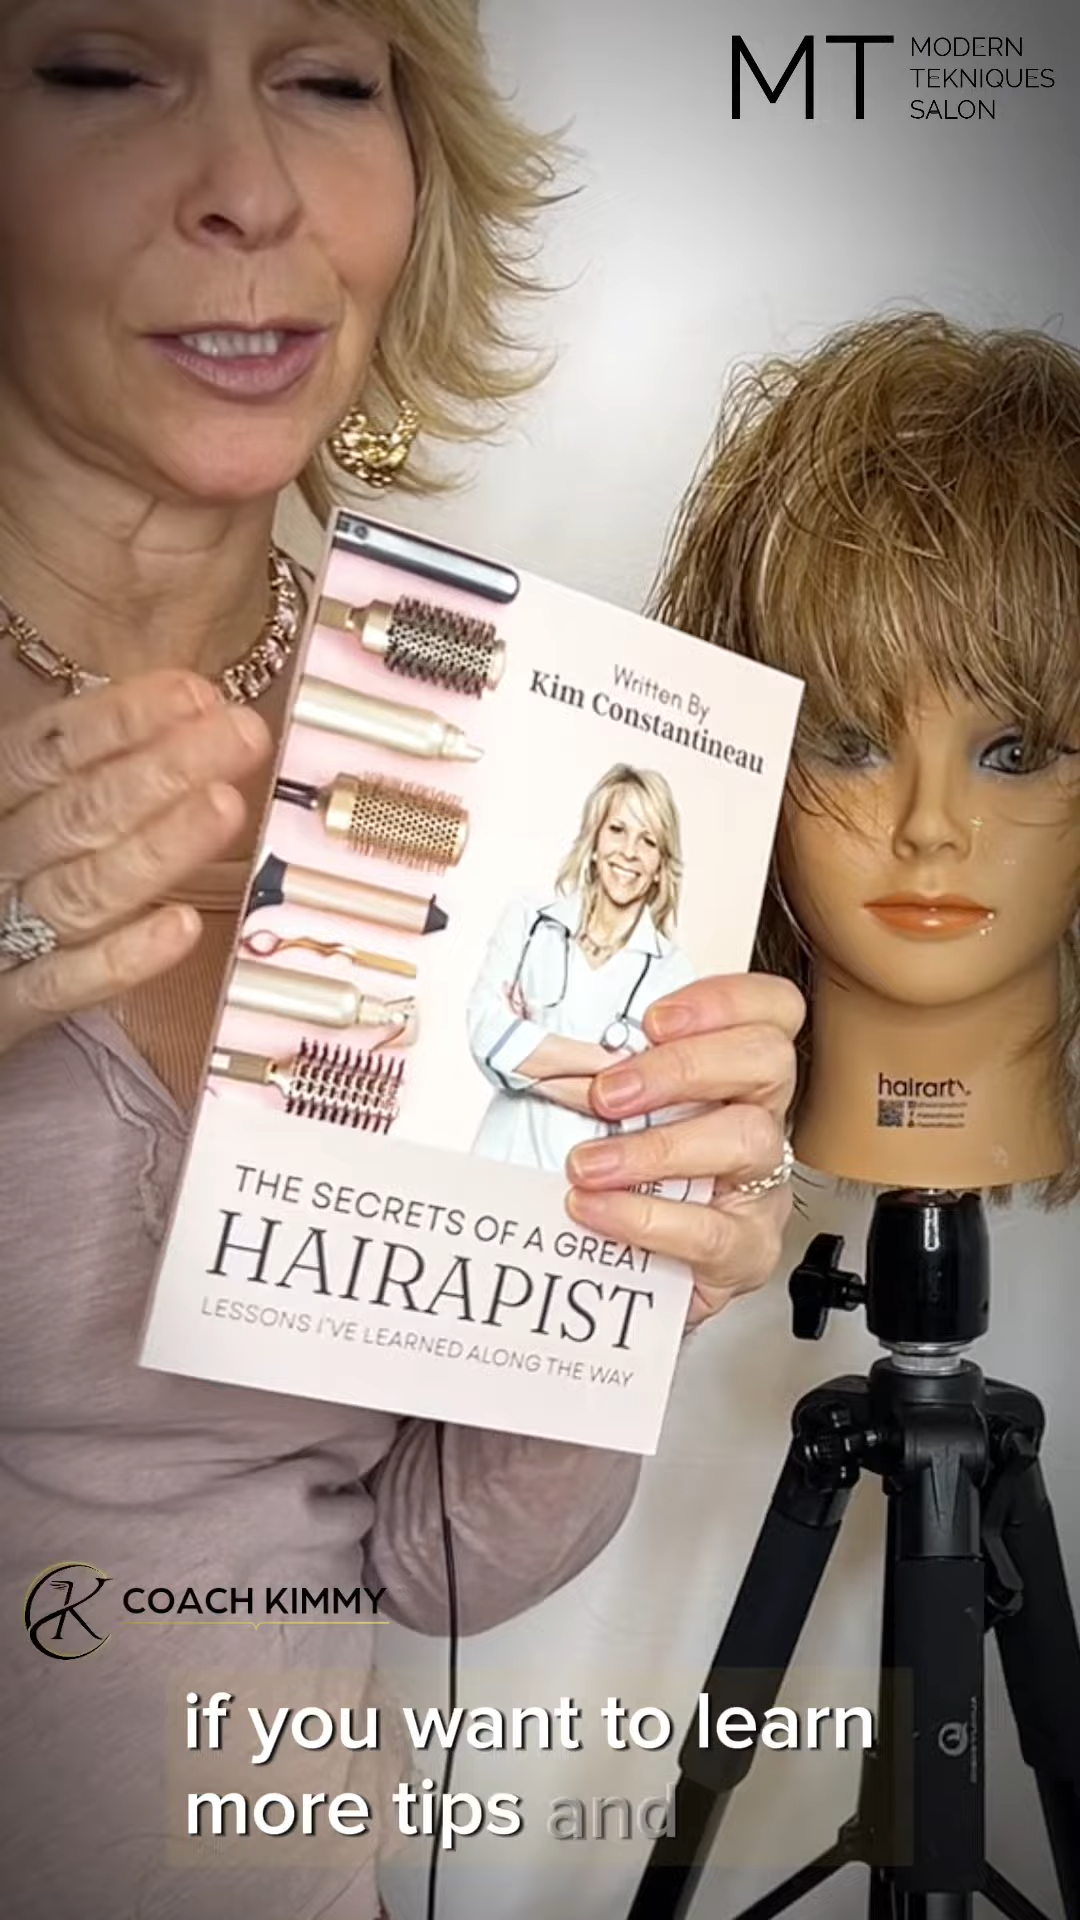 MT
MODERN
TEKNIQUES
SALON
Written By
Kim Constantineau
hairart
THE SECRETS OF A GREAT
HAIRAPIST
LESSONS I'VE LEARNED ALONG THE WAY
K
COACH KIMMY
if you want to learn
more tips and